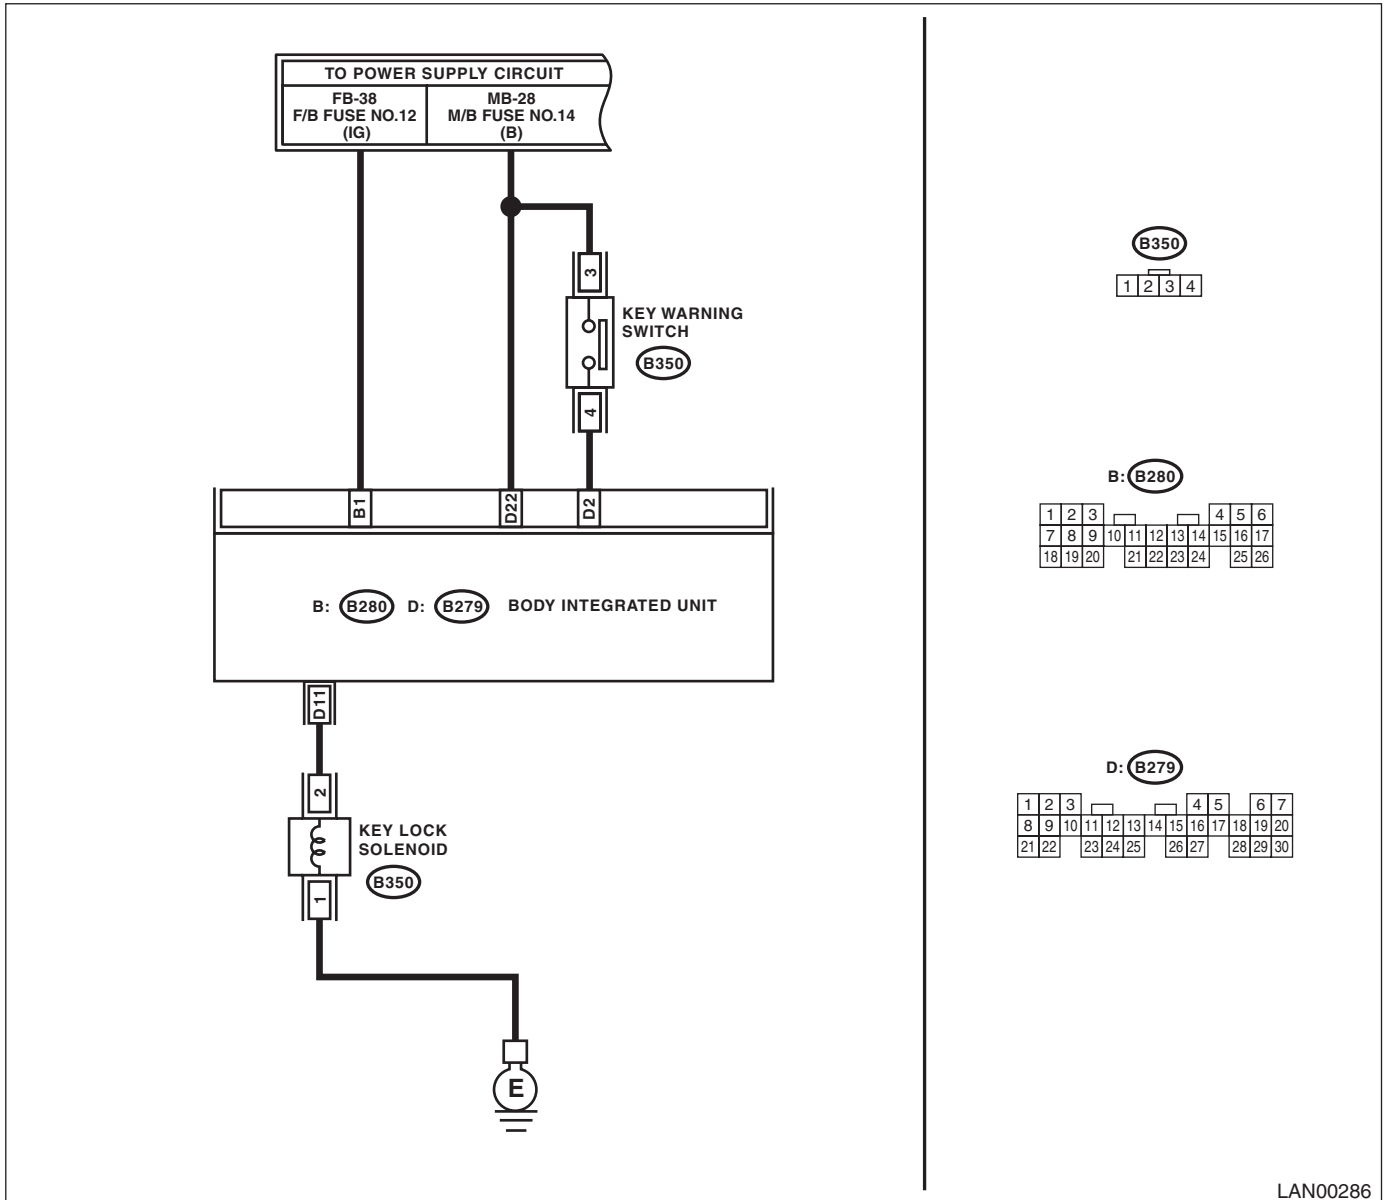 TO POWER SUPPLY CIRCUIT
FB-38
F/B FUSE NO.12
(IG)
MB-28
M/B FUSE NO.14
(B)
3
KEY WARNING
SWITCH
B350
4
B1
D22
D2
B: B280 D: B279 BODY INTEGRATED UNIT
D11
2
KEY LOCK
SOLENOID
B350
1
E
B350
1 2 3 4
B: B280
1 2 3 4 5 6
7 8 9 10 11 12 13 14 15 16 17
18 19 20 21 22 23 24 25 26
D: B279
1 2 3 4 5 6 7
8 9 10 11 12 13 14 15 16 17 18 19 20
21 22 23 24 25 26 27 28 29 30
LAN00286